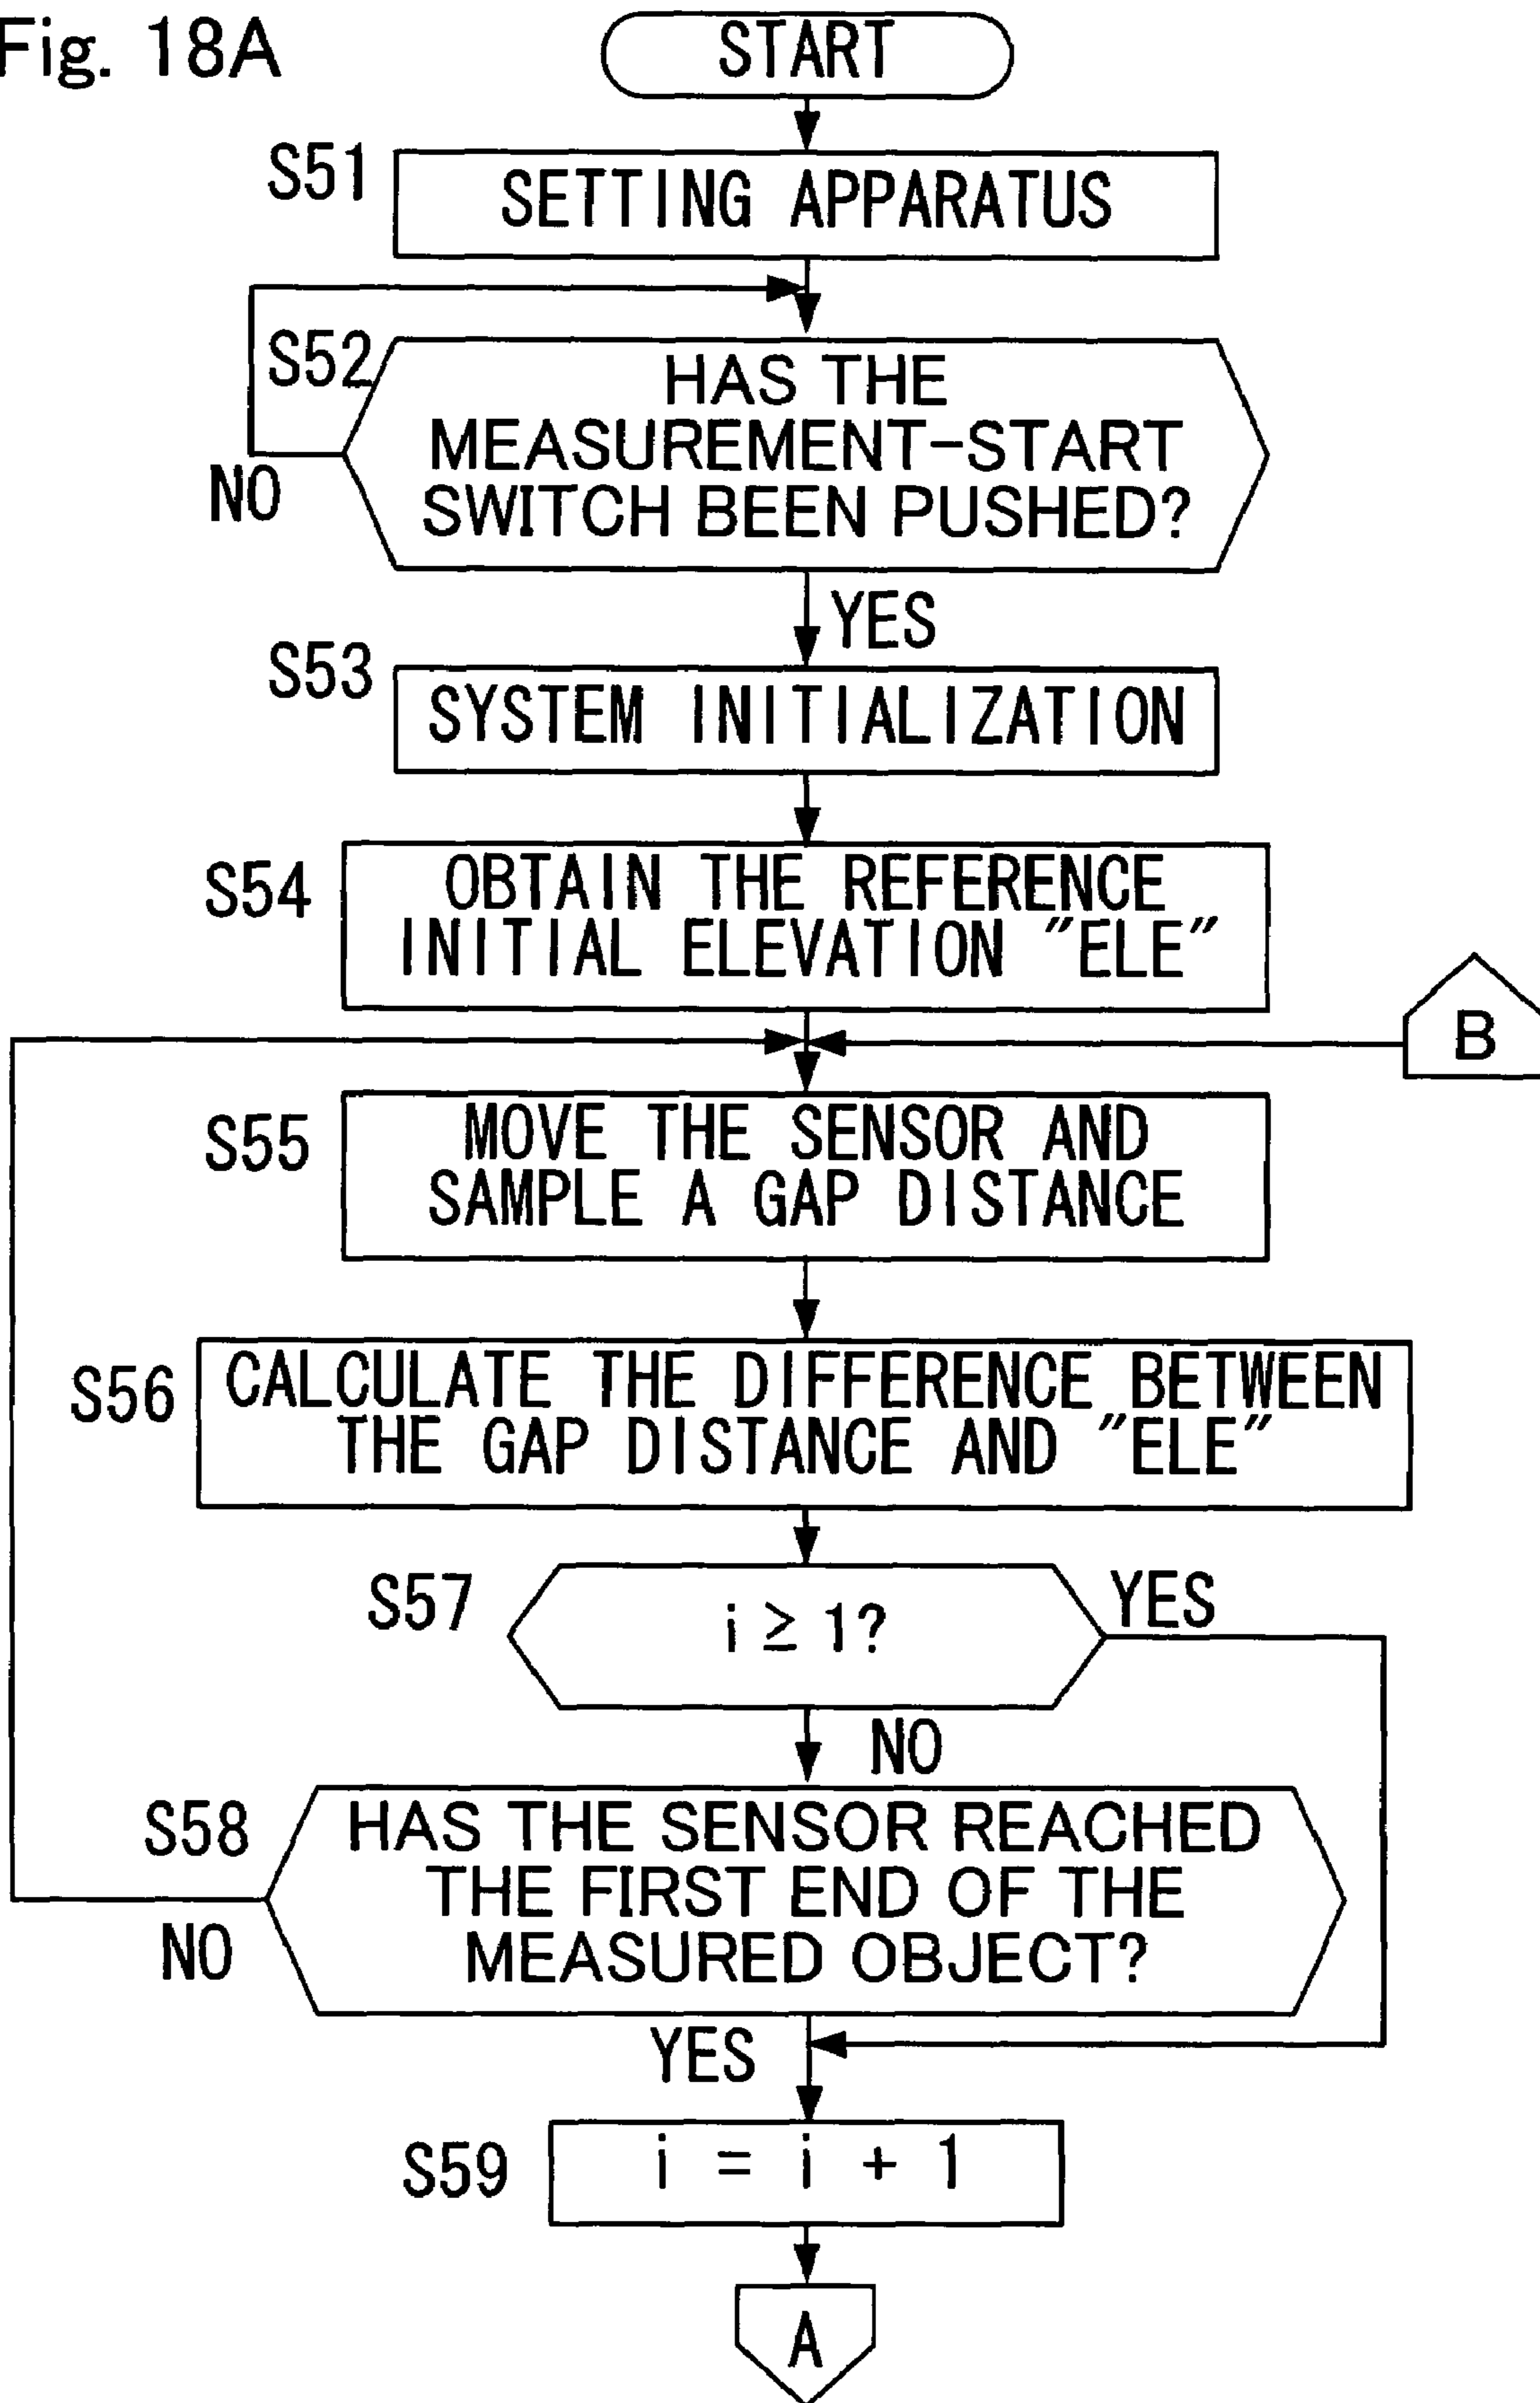 Fig. 18A
START
S51
SETTING APPARATUS
S52
HAS THE
MEASUREMENT-START
SWITCH BEEN PUSHED?
NO
YES
S53
SYSTEM INITIALIZATION
S54
OBTAIN THE REFERENCE
INITIAL ELEVATION "ELE"
B
S55
MOVE THE SENSOR AND
SAMPLE A GAP DISTANCE
S56
CALCULATE THE DIFFERENCE BETWEEN
THE GAP DISTANCE AND "ELE"
S57
i ≥ 1?
YES
NO
S58
HAS THE SENSOR REACHED
THE FIRST END OF THE
MEASURED OBJECT?
NO
YES
S59
i = i + 1
A